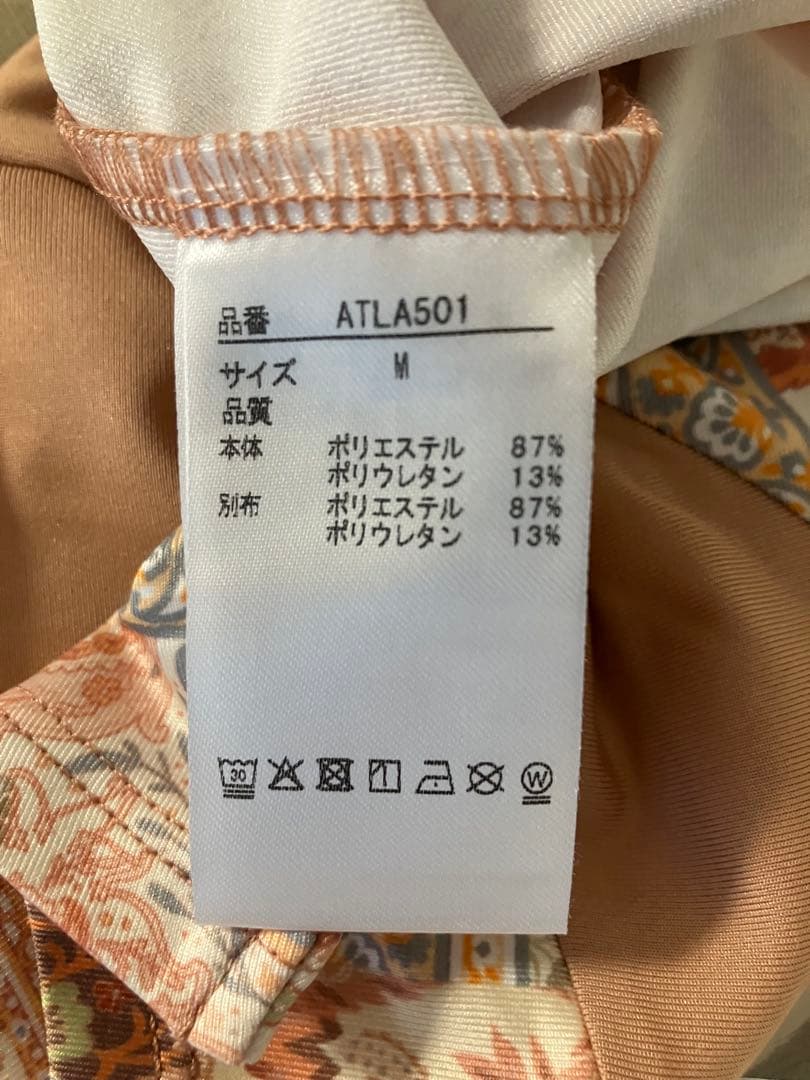 品番 ATLA501
サイズ M
品質
本体 ポリエステル 87%
ポリウレタン 13%
別布 ポリエステル 87%
ポリウレタン 13%
30 W